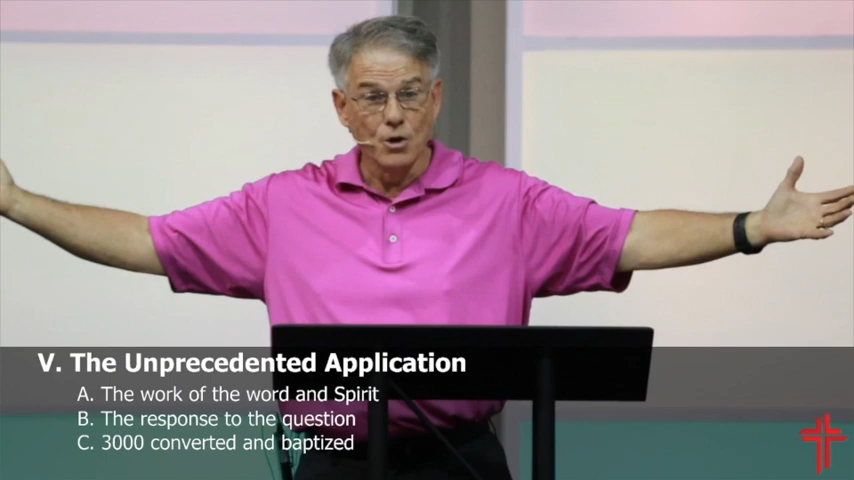 V. The Unprecedented Application
A. The work of the word and Spirit
B. The response to the question
C. 3000 converted and baptized